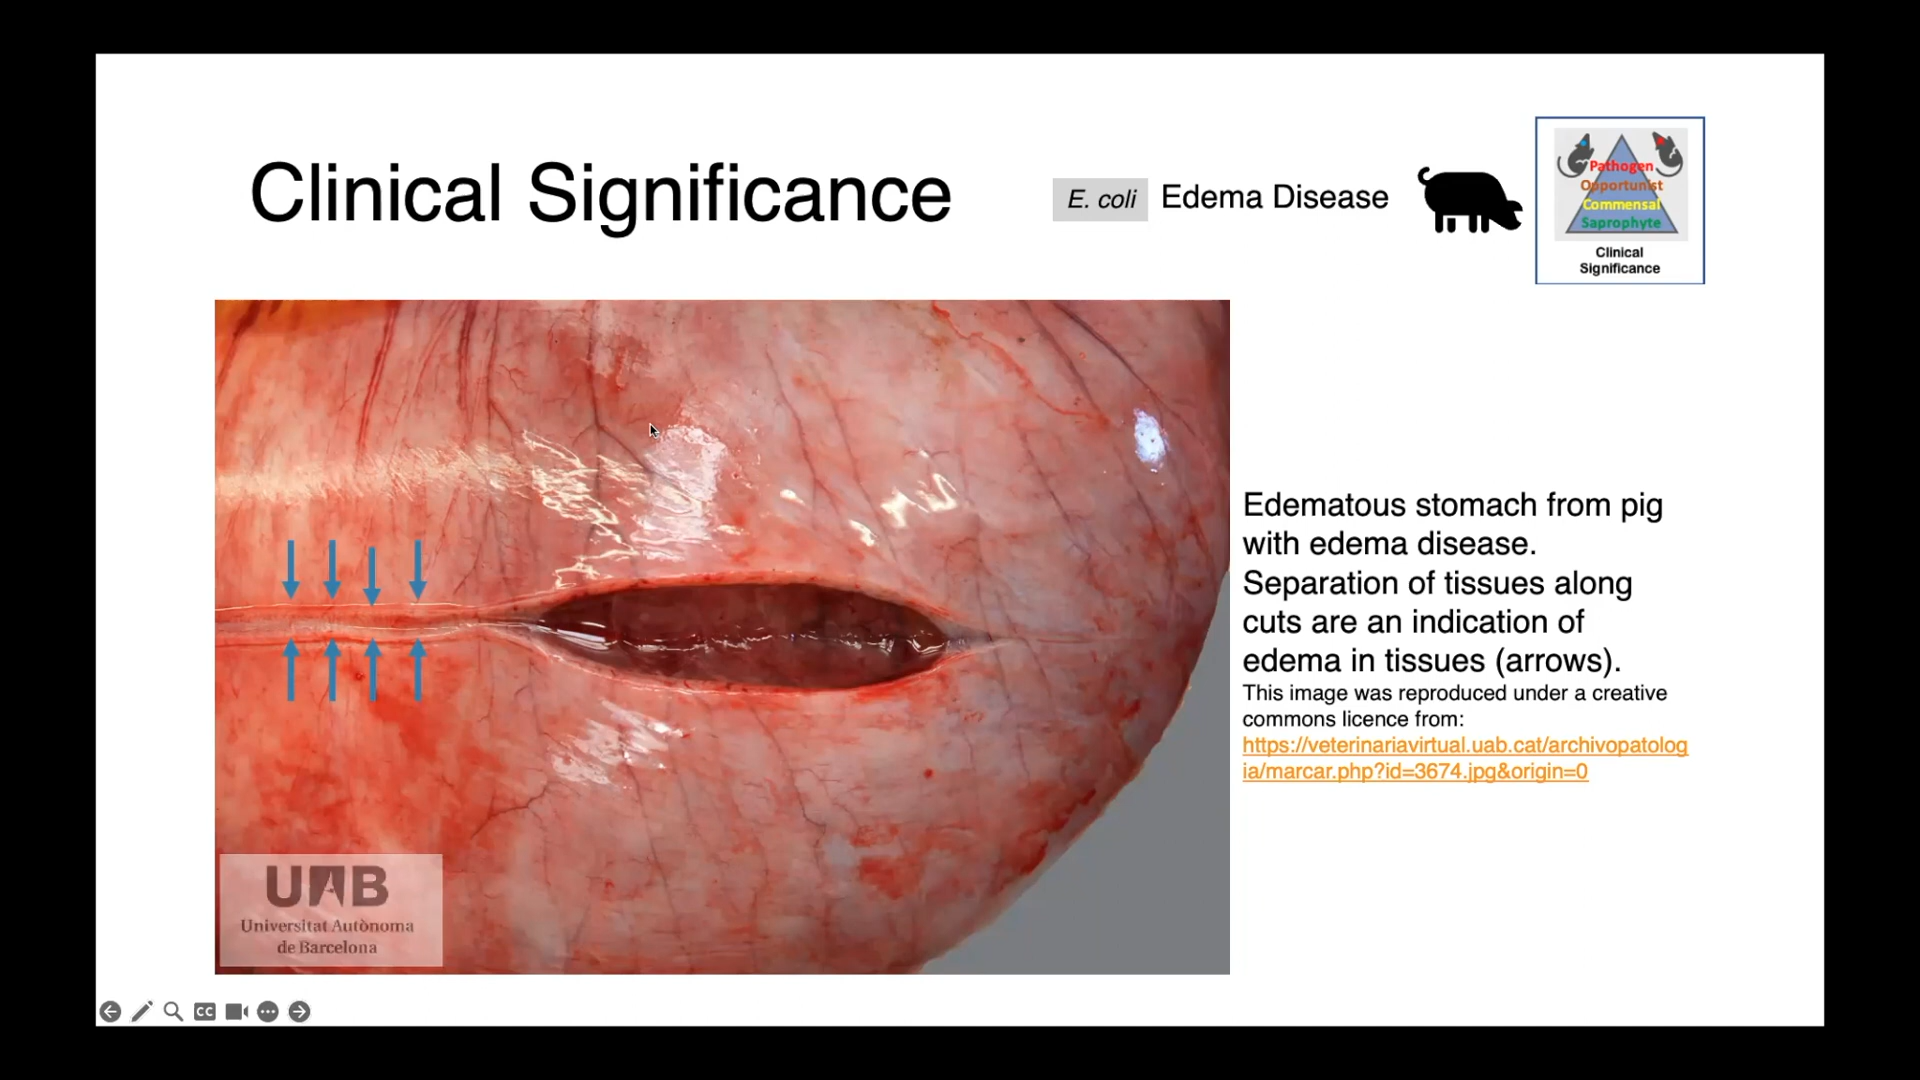 Clinical Significance
E. coli Edema Disease
Pathogen
Opportunist
Commensal
Saprophyte
Clinical
Significance
Edematous stomach from pig
with edema disease.
Separation of tissues along
cuts are an indication of
edema in tissues (arrows).
This image was reproduced under a creative
commons licence from:
https://veterinariavirtual.uab.cat/archivopatolog
ia/marcar.php?id=3674.jpg&origin=0
UAB
Universitat Autònoma
de Barcelona
CC